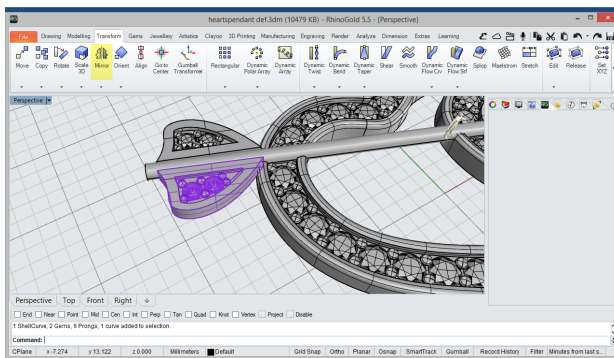 heartspendant def.3dm (10479 KB) - RhinoGold 5.5 - [Perspective]
File Drawing Modelling Transform Gems Jewellery Artistics Clayoo 3D Printing Manufacturing Engraving Render Analyze Dimension Extras Learning
Move Copy Rotate Scale 3D Mirror Orient Align Go to Center Gumball Transformer Rectangular Dynamic Polar Array Dynamic Array Dynamic Twist Dynamic Bend Dynamic Taper Shear Smooth Dynamic Flow Crv Dynamic Flow Srf Splop Maelstrom Stretch Edit Release Set XYZ
Perspective
Perspective Top Front Right
End Near Point Mid Cen Int Perp Tan Quad Knot Vertex Project Disable
1 ShellCurve, 2 Gems, 6 Prongs, 1 curve added to selection.
Command:
CPlane x -7.274 y 13.122 z 0.000 Millimeters Default Grid Snap Ortho Planar Osnap SmartTrack Gumball Record History Filter Minutes from last s...